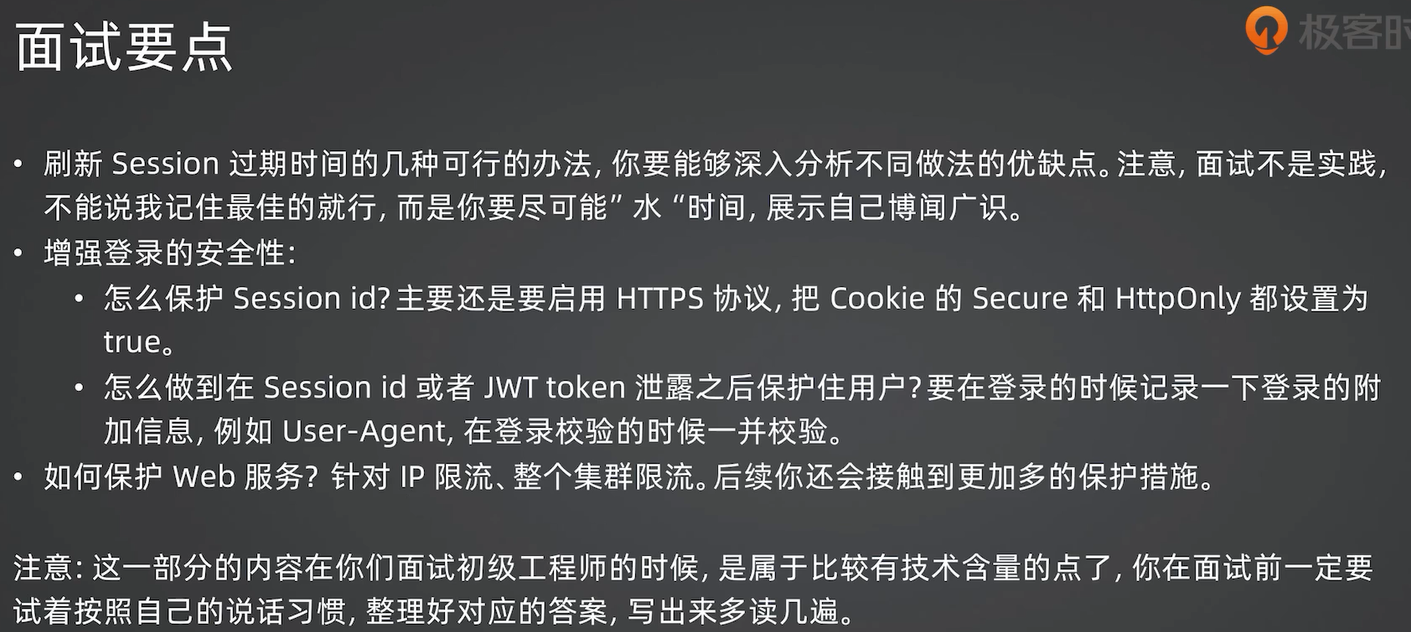 面试要点
极客时
• 刷新 Session 过期时间的几种可行的办法, 你要能够深入分析不同做法的优缺点。注意, 面试不是实践,
不能说我记住最佳的就行, 而是你要尽可能”水“时间, 展示自己博闻广识。
• 增强登录的安全性:
• 怎么保护 Session id? 主要还是要启用 HTTPS 协议, 把 Cookie 的 Secure 和 HttpOnly 都设置为
true。
• 怎么做到在 Session id 或者 JWT token 泄露之后保护住用户? 要在登录的时候记录一下登录的附
加信息, 例如 User-Agent, 在登录校验的时候一并校验。
• 如何保护 Web 服务? 针对 IP 限流、整个集群限流。后续你还会接触到更加多的保护措施。
注意: 这一部分的内容在你们面试初级工程师的时候, 是属于比较有技术含量的点了, 你在面试前一定要
试着按照自己的说话习惯, 整理好对应的答案, 写出来多读几遍。